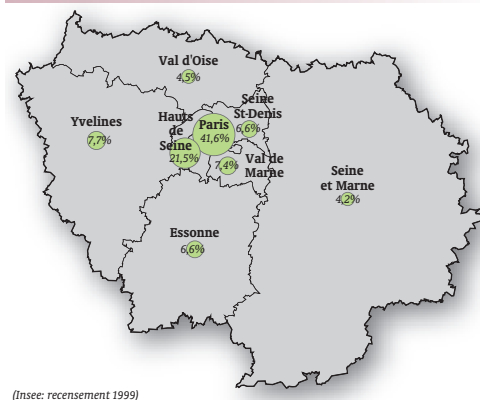 Val d'Oise
4,5%
Seine
St-Denis
6,6%
Yvelines
7,7%
Hauts
de
Seine
21,5%
Paris
41,6%
Val de
Marne
7,4%
Seine
et Marne
4,2%
Essonne
6,6%
(Insee: recensement 1999)